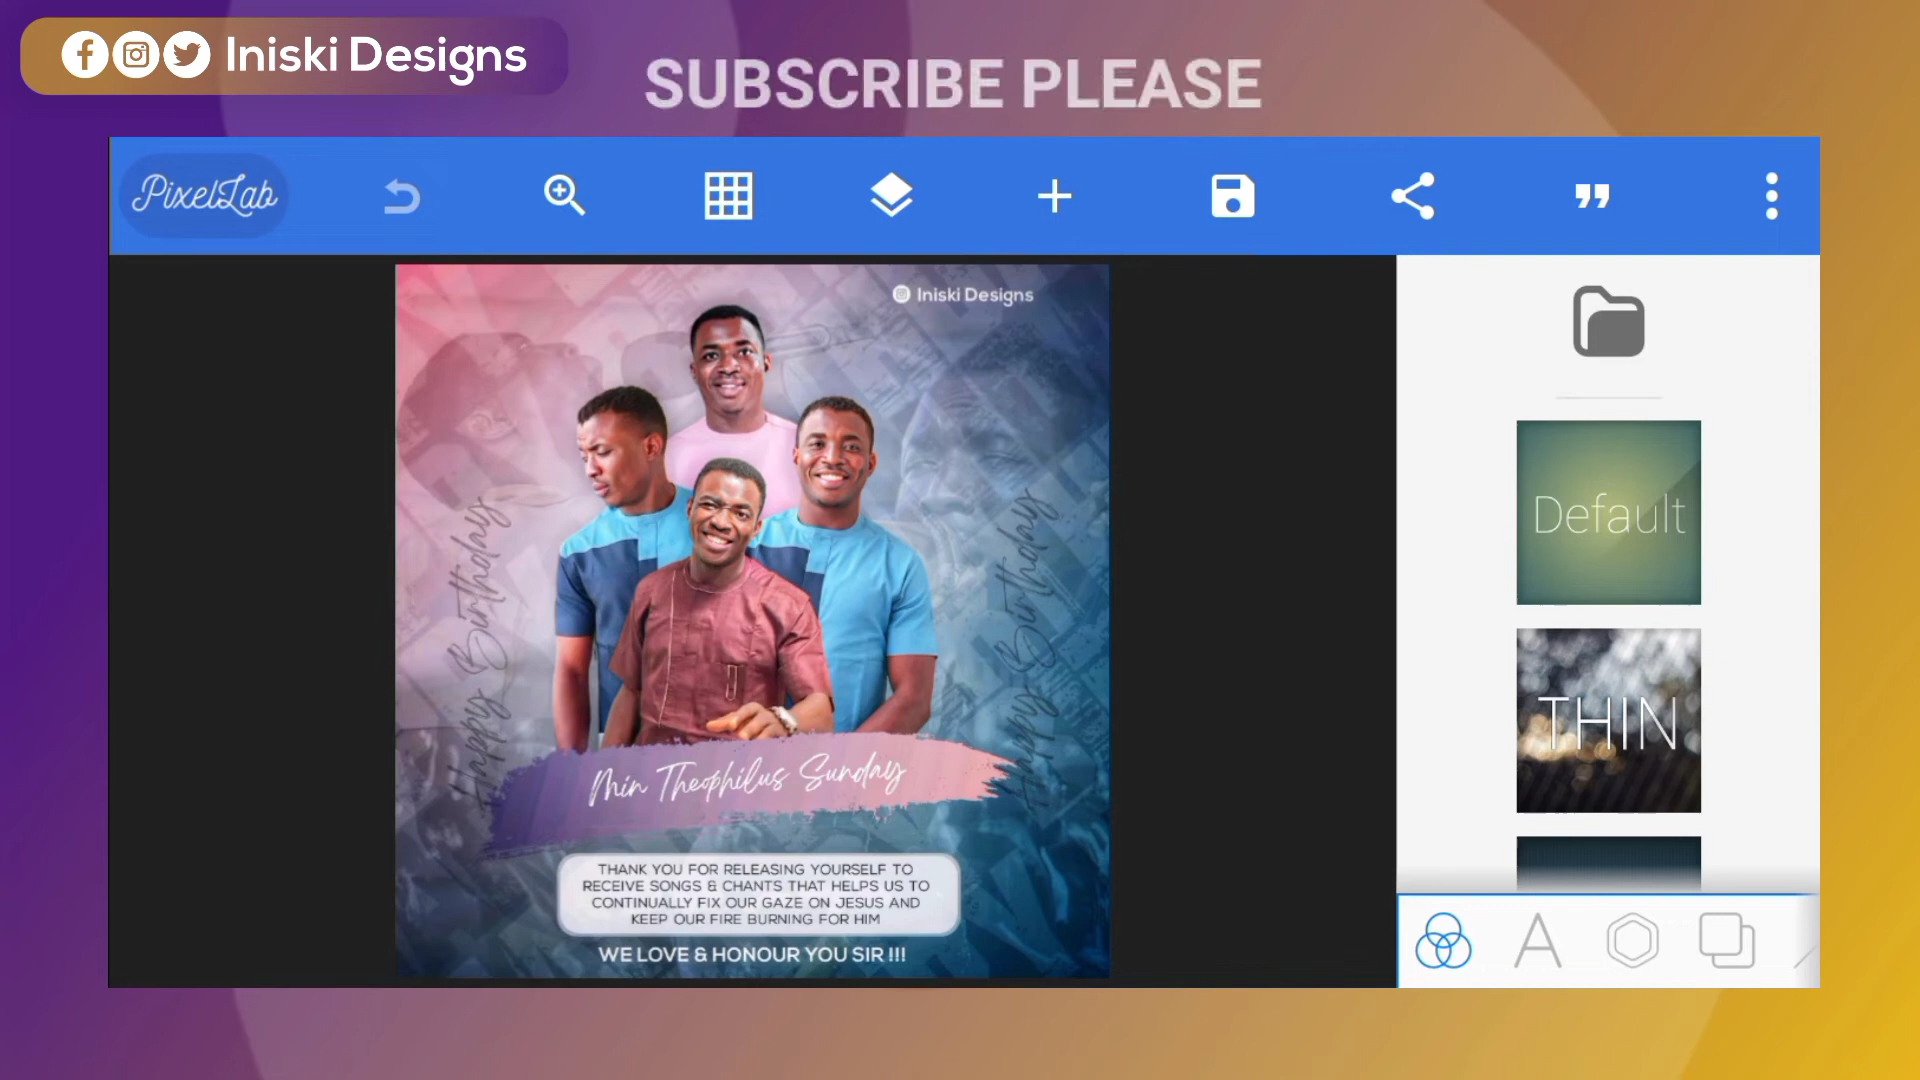 Iniski Designs
SUBSCRIBE PLEASE
PixelLab
Iniski Designs
Happy Birthday
Happy Birthday
Min Theophilus Sunday
THANK YOU FOR RELEASING YOURSELF TO
RECEIVE SONGS & CHANTS THAT HELPS US TO
CONTINUALLY FIX OUR GAZE ON JESUS AND
KEEP OUR FIRE BURNING FOR HIM
WE LOVE & HONOUR YOU SIR !!!
Default
THIN
A